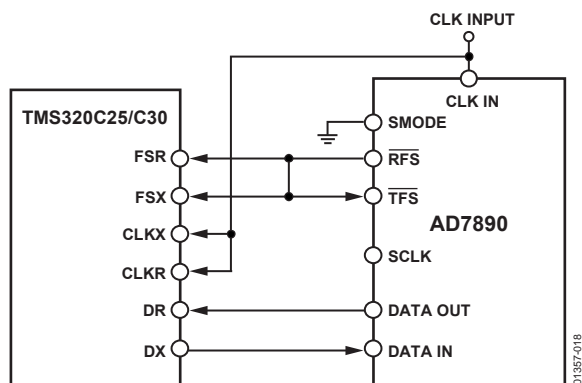 CLK INPUT
CLK IN
TMS320C25/C30
SMODE
FSR
RFS
FSX
TFS
AD7890
CLKX
SCLK
CLKR
DR
DATA OUT
DX
DATA IN
01357-018